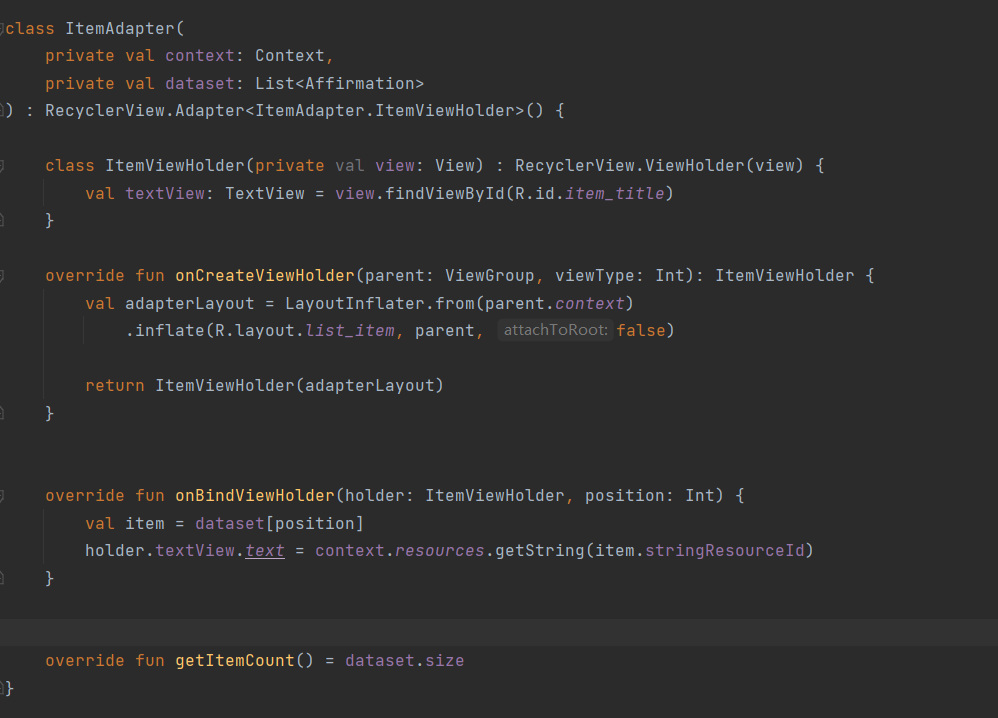 class ItemAdapter(
    private val context: Context,
    private val dataset: List<Affirmation>
) : RecyclerView.Adapter<ItemAdapter.ItemViewHolder>() {
    class ItemViewHolder(private val view: View) : RecyclerView.ViewHolder(view) {
        val textView: TextView = view.findViewById(R.id.item_title)
    }
    override fun onCreateViewHolder(parent: ViewGroup, viewType: Int): ItemViewHolder {
        val adapterLayout = LayoutInflater.from(parent.context)
            .inflate(R.layout.list_item, parent, attachToRoot: false)
        return ItemViewHolder(adapterLayout)
    }
    override fun onBindViewHolder(holder: ItemViewHolder, position: Int) {
        val item = dataset[position]
        holder.textView.text = context.resources.getString(item.stringResourceId)
    }
    override fun getItemCount() = dataset.size
}